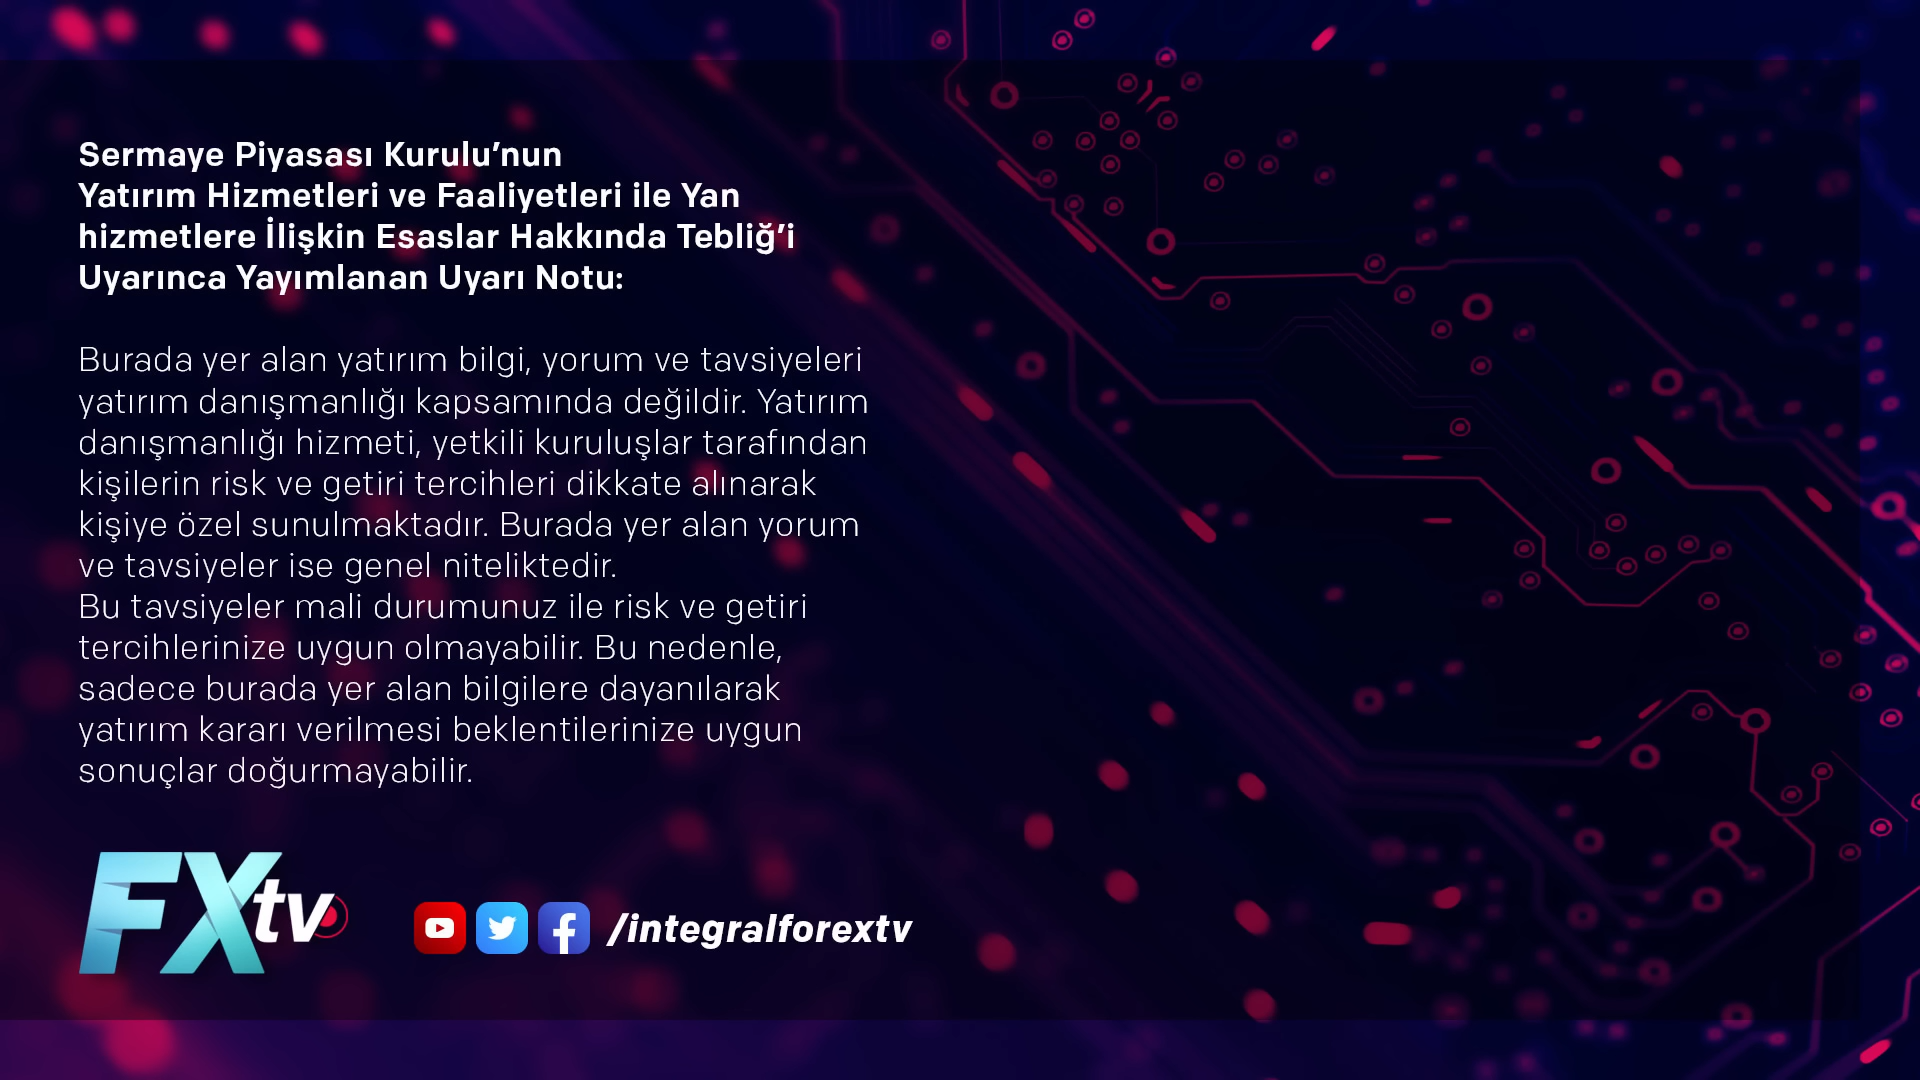 Sermaye Piyasası Kurulu’nun
Yatırım Hizmetleri ve Faaliyetleri ile Yan
hizmetlere İlişkin Esaslar Hakkında Tebliğ’i
Uyarınca Yayımlanan Uyarı Notu:
Burada yer alan yatırım bilgi, yorum ve tavsiyeleri
yatırım danışmanlığı kapsamında değildir. Yatırım
danışmanlığı hizmeti, yetkili kuruluşlar tarafından
kişilerin risk ve getiri tercihleri dikkate alınarak
kişiye özel sunulmaktadır. Burada yer alan yorum
ve tavsiyeler ise genel niteliktedir.
Bu tavsiyeler mali durumunuz ile risk ve getiri
tercihlerinize uygun olmayabilir. Bu nedenle,
sadece burada yer alan bilgilere dayanılarak
yatırım kararı verilmesi beklentilerinize uygun
sonuçlar doğurmayabilir.
FXtv
/integralforextv